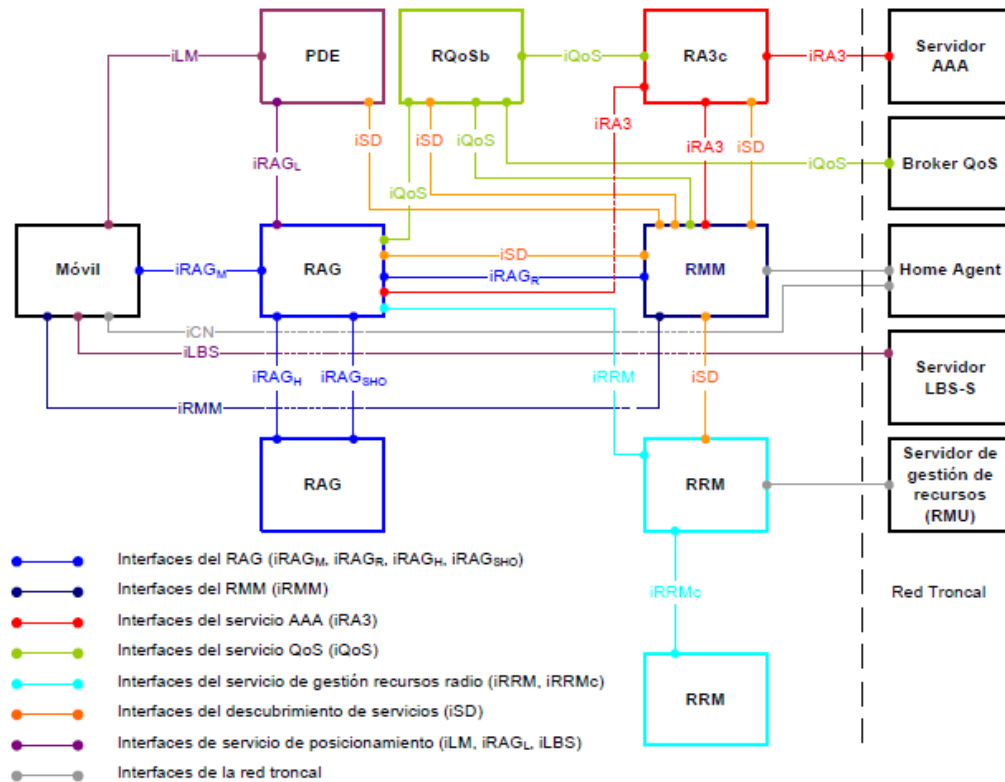 PDE
RQoSb
RA3c
Servidor
AAA
iLM
iQoS
iRA3
iRA3
iRAGL
iSD
iSD
iQoS
iRA3
iSD
iQoS
iQoS
Broker QoS
Móvil
iRAGM
RAG
iSD
iRAGR
RMM
Home Agent
iCN
iLBS
Servidor
LBS-S
iRAGH
iRAGSHO
iRRM
iSD
iRMM
RAG
RRM
Servidor de
gestión de
recursos
(RMU)
Interfaces del RAG (iRAGM, iRAGR, iRAGH, iRAGSHO)
Interfaces del RMM (iRMM)
iRRMc
Red Troncal
Interfaces del servicio AAA (iRA3)
Interfaces del servicio QoS (iQoS)
Interfaces del servicio de gestión recursos radio (iRRM, iRRMc)
RRM
Interfaces del descubrimiento de servicios (iSD)
Interfaces de servicio de posicionamiento (iLM, iRAGL, iLBS)
Interfaces de la red troncal